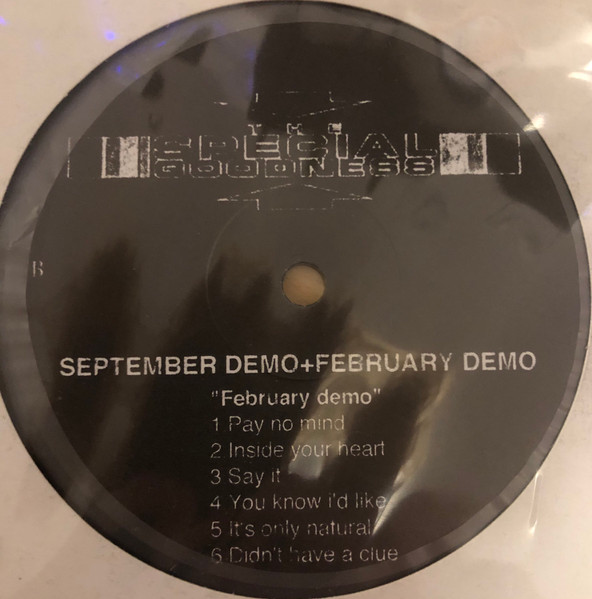 THE
SPECIAL
GOODNESS
B
SEPTEMBER DEMO+FEBRUARY DEMO
"February demo"
1 Pay no mind
2 Inside your heart
3 Say it
4 You know i'd like
5 It's only natural
6 Didn't have a clue